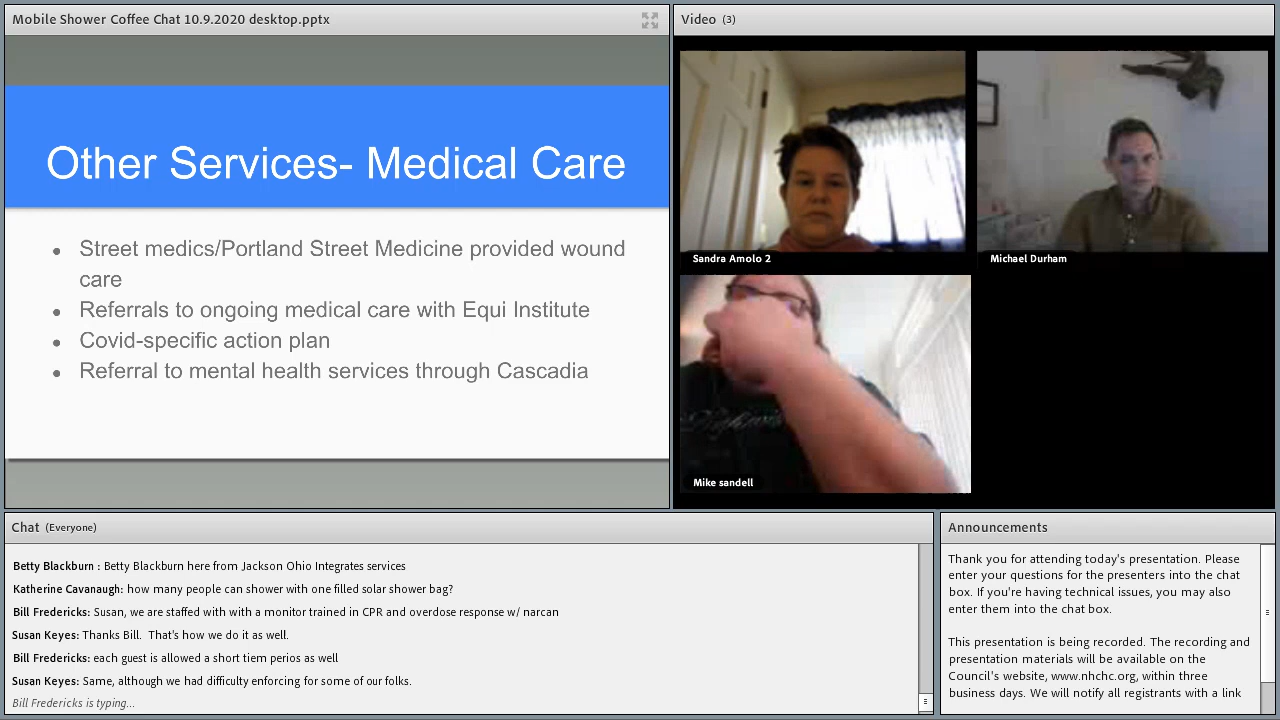 Mobile Shower Coffee Chat 10.9.2020 desktop.pptx
Other Services- Medical Care
• Street medics/Portland Street Medicine provided wound
care
• Referrals to ongoing medical care with Equi Institute
• Covid-specific action plan
• Referral to mental health services through Cascadia
Video (3)
Sandra Amolo 2
Michael Durham
Mike sandell
Chat (Everyone)
Betty Blackburn : Betty Blackburn here from Jackson Ohio Integrates services
Katherine Cavanaugh: how many people can shower with one filled solar shower bag?
Bill Fredericks: Susan, we are staffed with with a monitor trained in CPR and overdose response w/ narcan
Susan Keyes: Thanks Bill. That's how we do it as well.
Bill Fredericks: each guest is allowed a short tiem perios as well
Susan Keyes: Same, although we had difficulty enforcing for some of our folks.
Bill Fredericks is typing...
Announcements
Thank you for attending today's presentation. Please
enter your questions for the presenters into the chat
box. If you're having technical issues, you may also
enter them into the chat box.
This presentation is being recorded. The recording and
presentation materials will be available on the
Council's website, www.nhchc.org, within three
business days. We will notify all registrants with a link